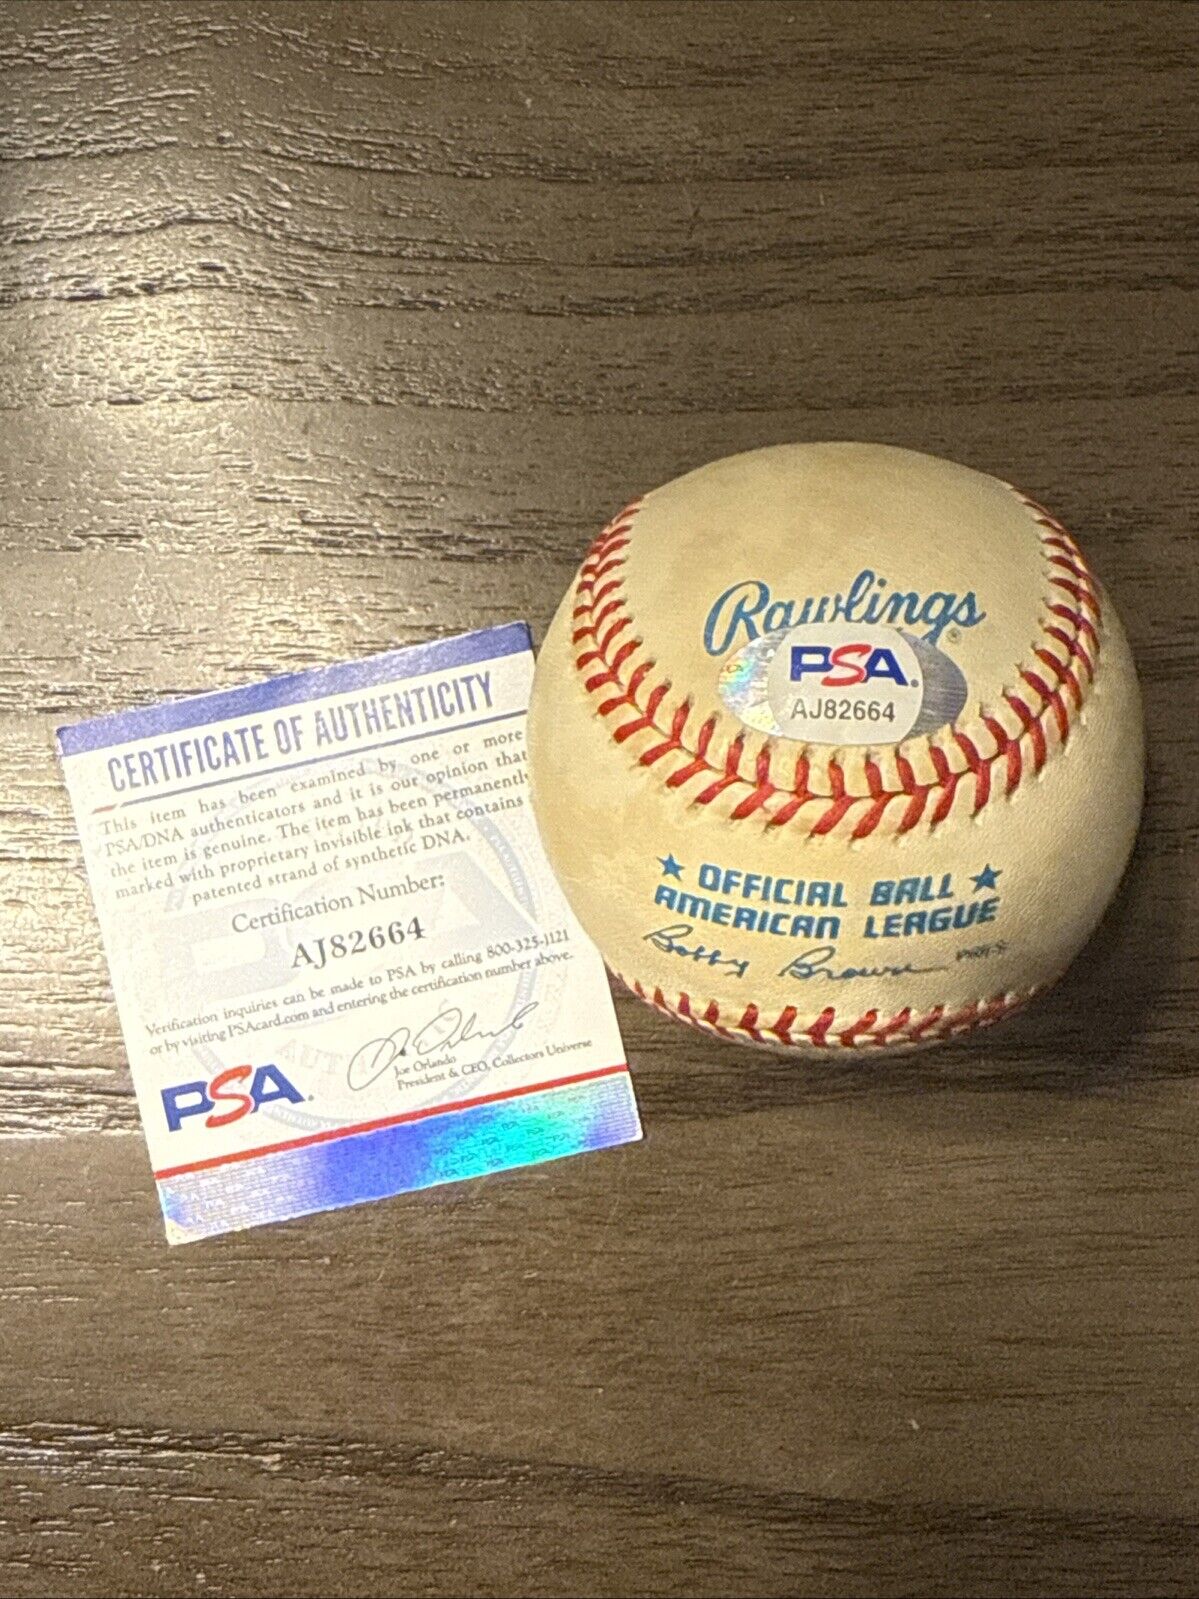 CERTIFICATE OF AUTHENTICITY
This item has been examined by one or more
PSA/DNA authenticators and it is our opinion that
the item is genuine. The item has been permanently
marked with proprietary invisible ink that contains
patented strand of synthetic DNA.
Certification Number:
AJ82664
Verification inquiries can be made to PSA by calling 800-325-1121
or by visiting PSAcard.com and entering the certification number above.
Joe Orlando
President & CEO, Collectors Universe
PSA.
Rawlings®
PSA.
AJ82664
★ OFFICIAL BALL ★
AMERICAN LEAGUE
Bobby Brown